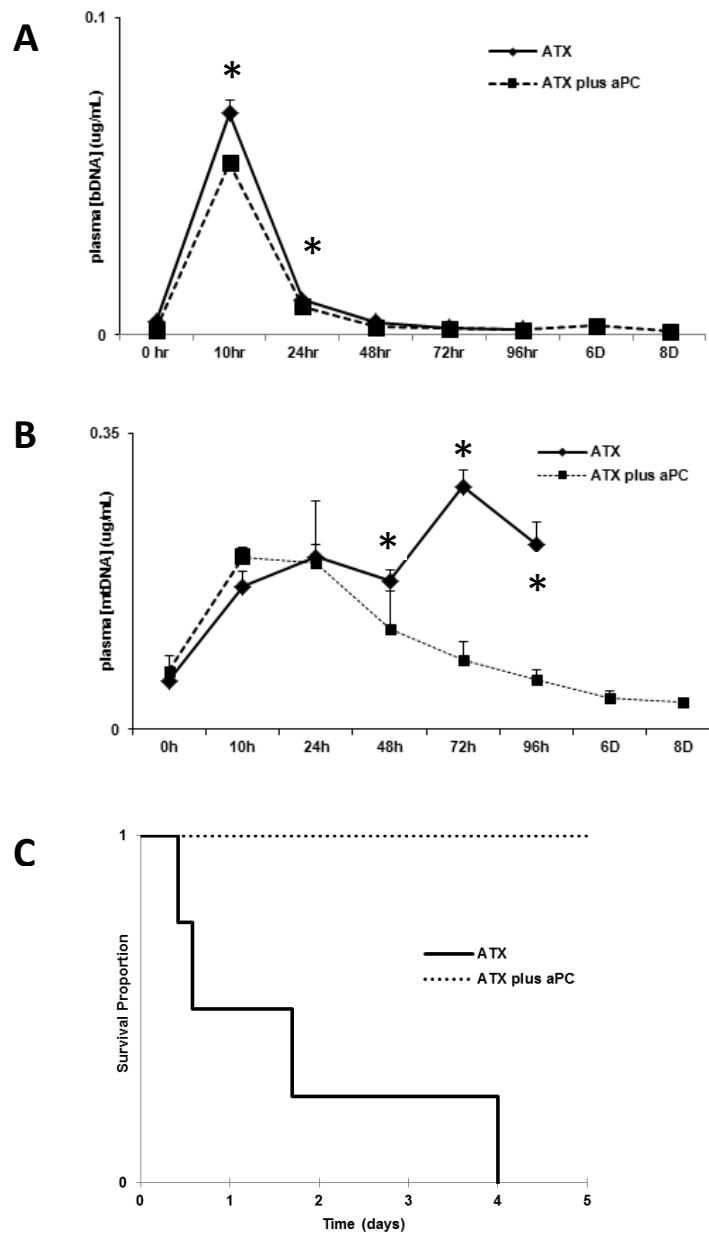 A
0.1
*
ATX
ATX plus aPC
*
plasma [bDNA] (ug/mL)
0
0 hr 10hr 24hr 48hr 72hr 96hr 6D 8D
B
0.35
*
ATX
ATX plus aPC
*
*
plasma [mtDNA] (ug/mL)
0
0h 10h 24h 48h 72h 96h 6D 8D
C
1
ATX
ATX plus aPC
Survival Proportion
0
0 1 2 3 4 5
Time (days)